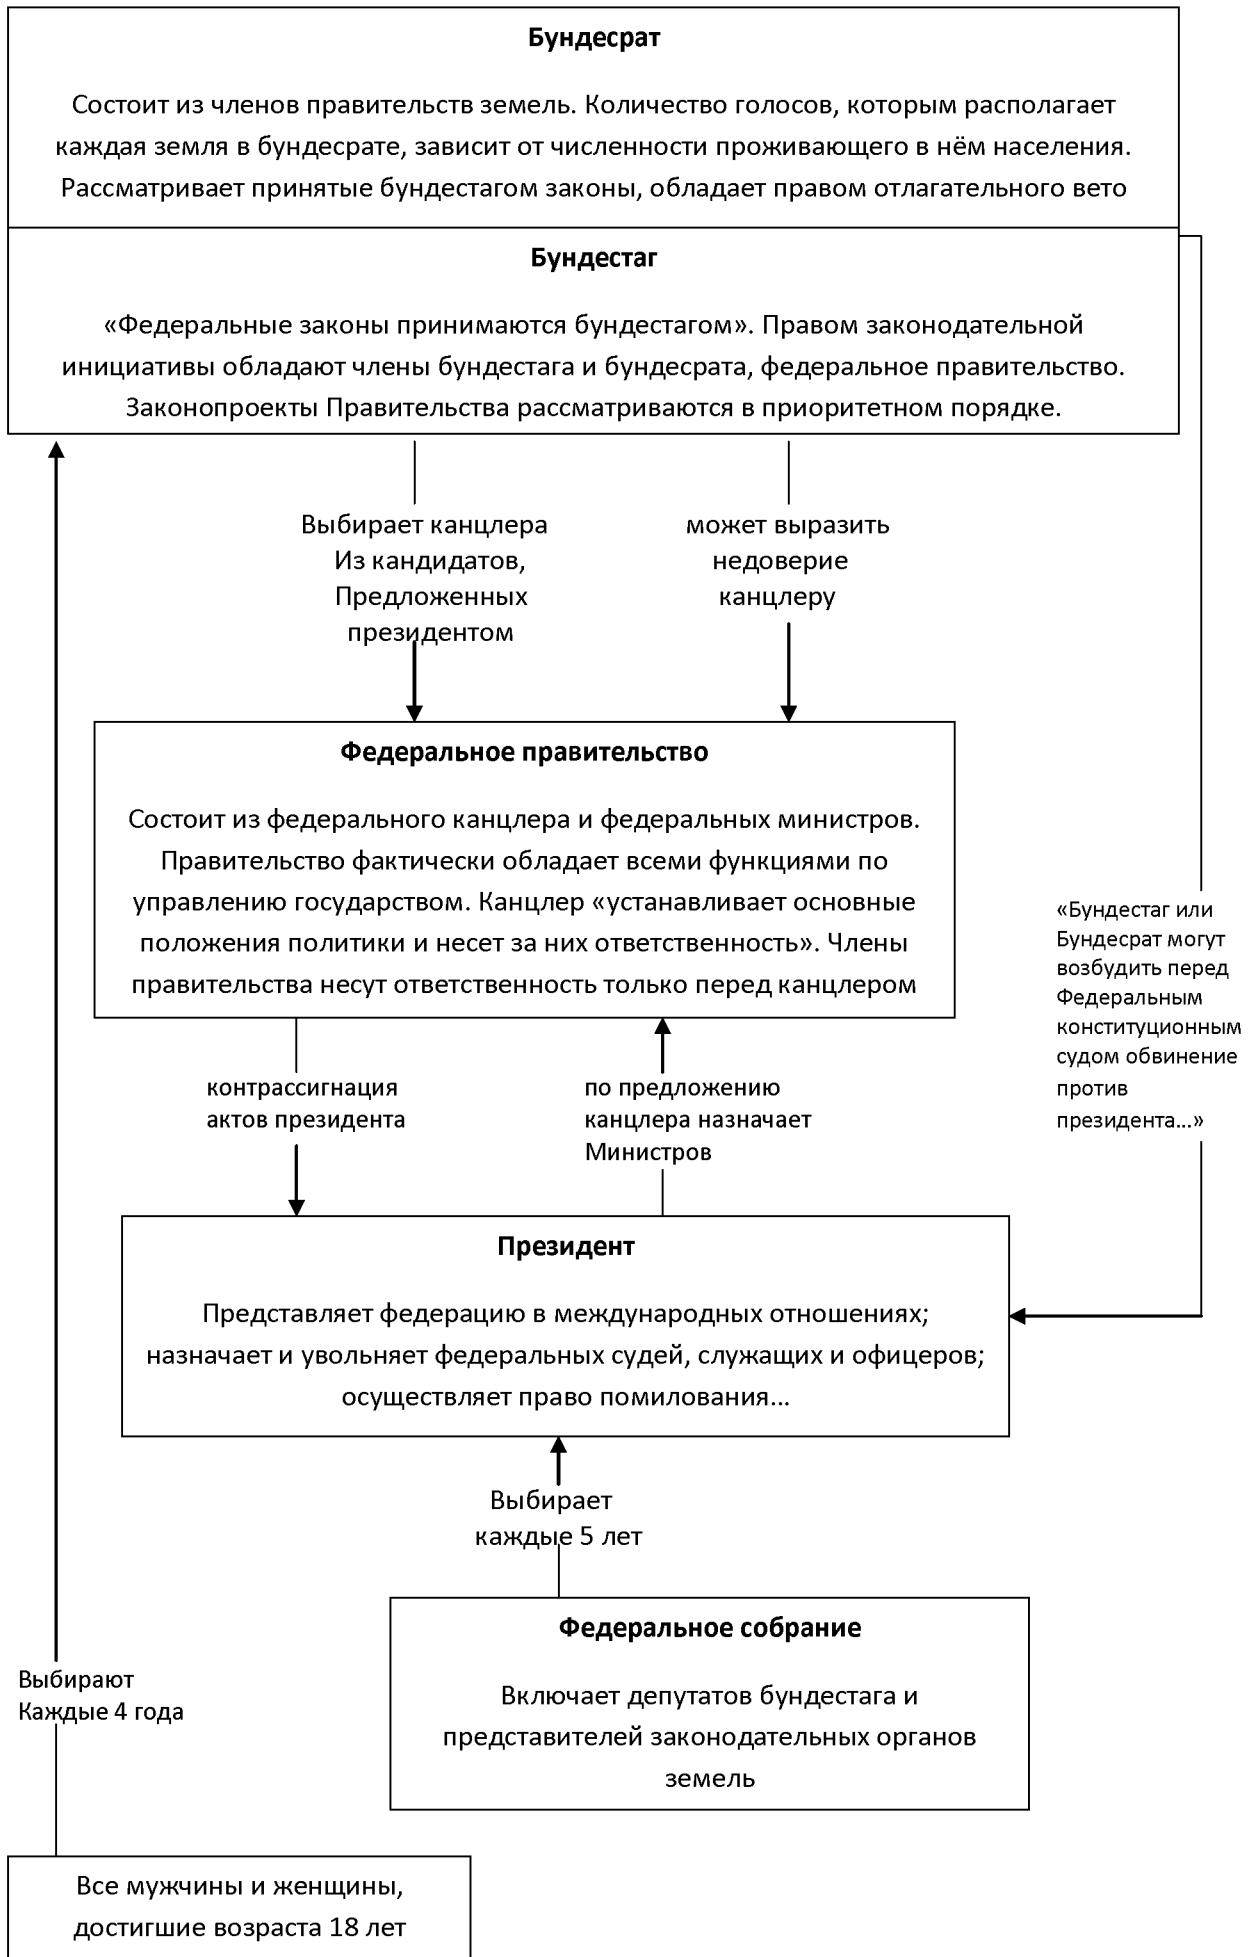 Бундесрат
Состоит из членов правительств земель. Количество голосов, которым располагает
каждая земля в бундесрате, зависит от численности проживающего в нём населения.
Рассматривает принятые бундестагом законы, обладает правом отлагательного вето
Бундестаг
«Федеральные законы принимаются бундестагом». Правом законодательной
инициативы обладают члены бундестага и бундесрата, федеральное правительство.
Законопроекты Правительства рассматриваются в приоритетном порядке.
Выбирает канцлера
Из кандидатов,
Предложенных
президентом
может выразить
недоверие
канцлеру
Федеральное правительство
Состоит из федерального канцлера и федеральных министров.
Правительство фактически обладает всеми функциями по
управлению государством. Канцлер «устанавливает основные
положения политики и несет за них ответственность». Члены
правительства несут ответственность только перед канцлером
«Бундестаг или
Бундесрат могут
возбудить перед
Федеральным
конституционным
судом обвинение
против
президента...»
контрассигнация
актов президента
по предложению
канцлера назначает
Министров
Президент
Представляет федерацию в международных отношениях;
назначает и увольняет федеральных судей, служащих и офицеров;
осуществляет право помилования...
Выбирает
каждые 5 лет
Федеральное собрание
Включает депутатов бундестага и
представителей законодательных органов
земель
Выбирают
Каждые 4 года
Все мужчины и женщины,
достигшие возраста 18 лет